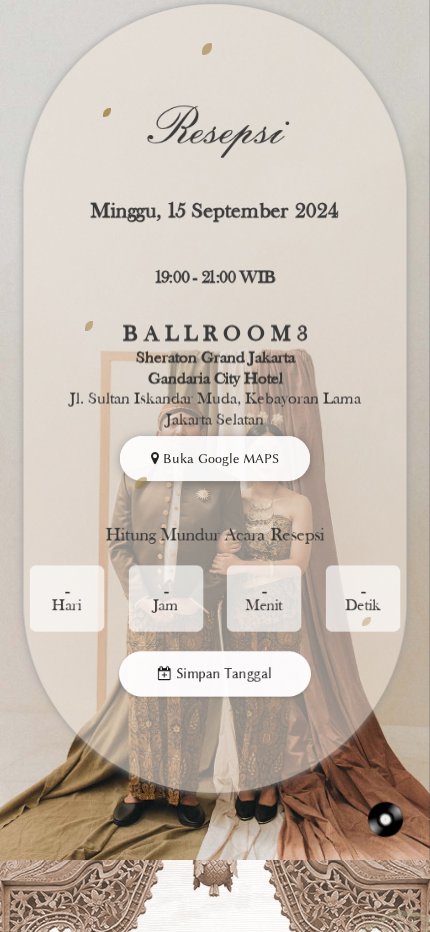 Resepsi
Minggu, 15 September 2024
19:00 - 21:00 WIB
BALLROOM 3
Sheraton Grand Jakarta
Gandaria City Hotel
Jl. Sultan Iskandar Muda, Kebayoran Lama
Jakarta Selatan
Buka Google MAPS
Hitung Mundur Acara Resepsi
- - - -
Hari Jam Menit Detik
Simpan Tanggal